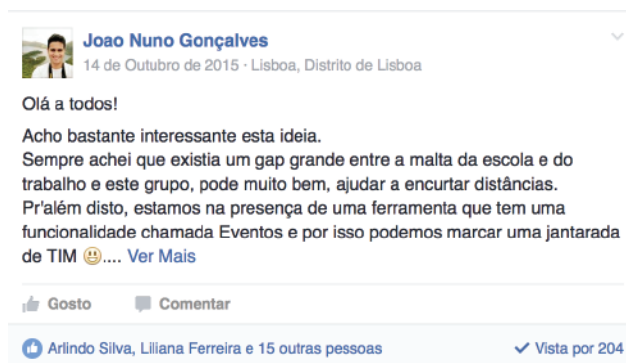 Joao Nuno Gonçalves
14 de Outubro de 2015 · Lisboa, Distrito de Lisboa
Olá a todos!
Acho bastante interessante esta ideia.
Sempre achei que existia um gap grande entre a malta da escola e do
trabalho e este grupo, pode muito bem, ajudar a encurtar distâncias.
Pr'além disto, estamos na presença de uma ferramenta que tem uma
funcionalidade chamada Eventos e por isso podemos marcar uma jantarada
de TIM 😃.... Ver Mais
Gosto Comentar
Arlindo Silva, Liliana Ferreira e 15 outras pessoas Vista por 204